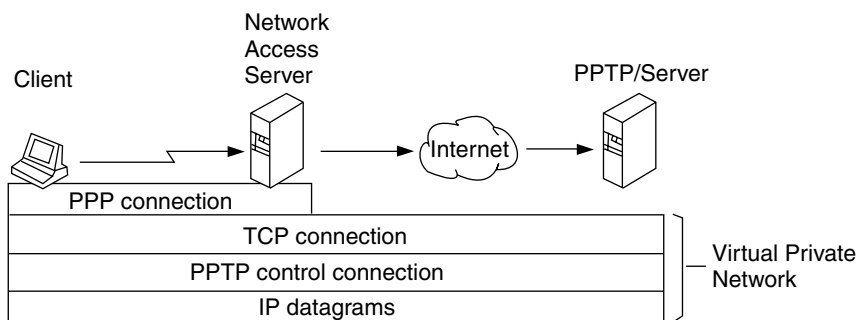 Network
Access
Server
Client
PPTP/Server
Internet
PPP connection
TCP connection
PPTP control connection
IP datagrams
Virtual Private
Network